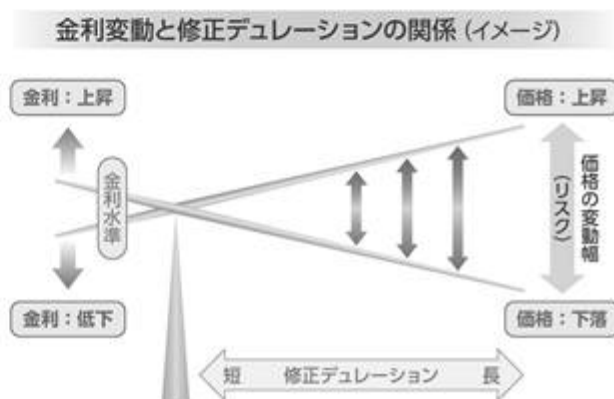 金利変動と修正デュレーションの関係(イメージ)
金利:上昇
価格:上昇
金利水準
価格の変動幅
(リスク)
金利:低下
価格:下落
短 修正デュレーション 長